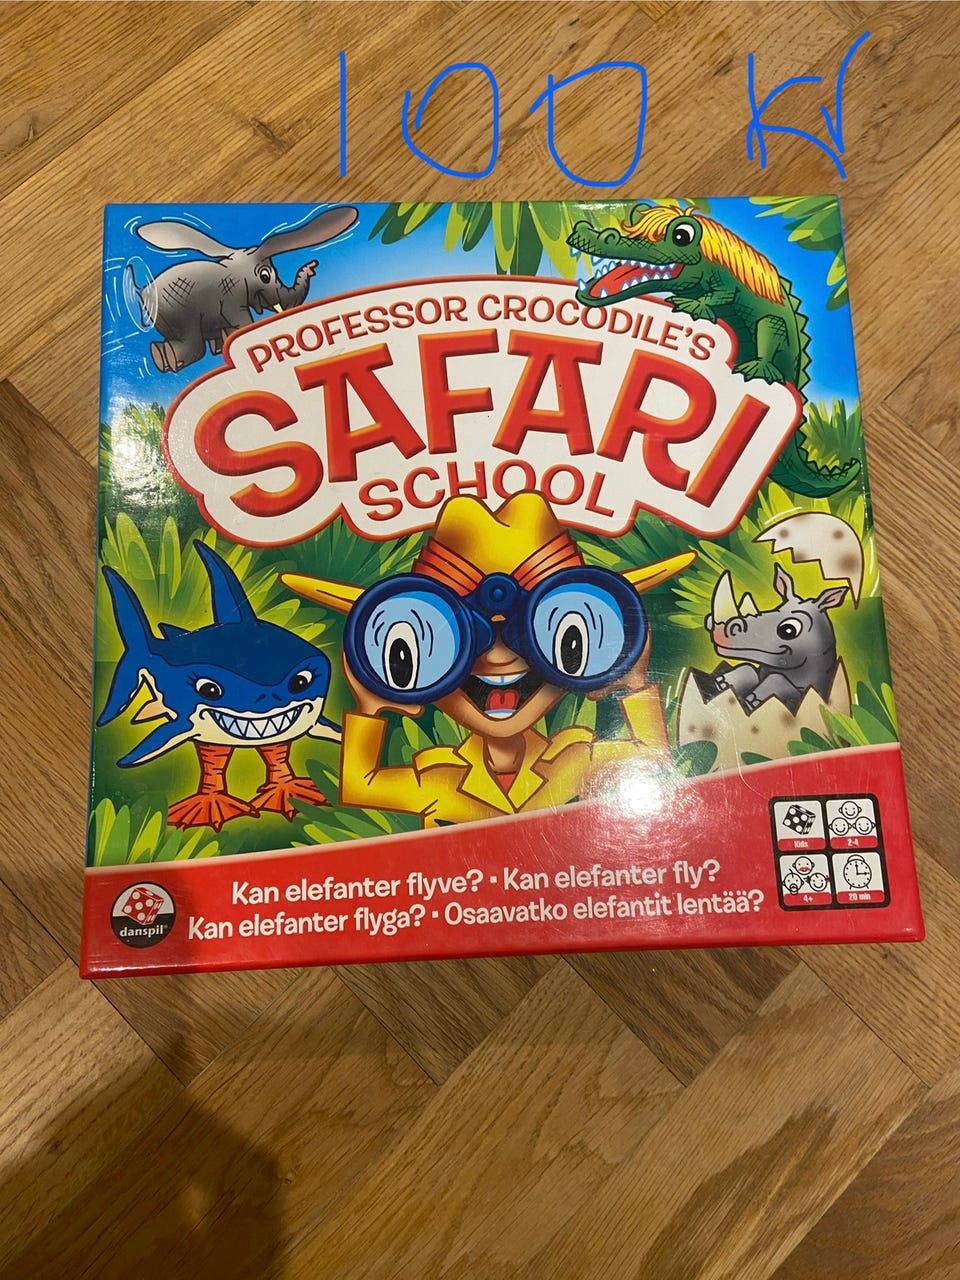 100 kr
PROFESSOR CROCODILE'S
SAFARI
SCHOOL
Kan elefanter flyve? · Kan elefanter fly?
Kan elefanter flyga? · Osaavatko elefantit lentää?
danspil®
Kids
2-4
4+
20 min